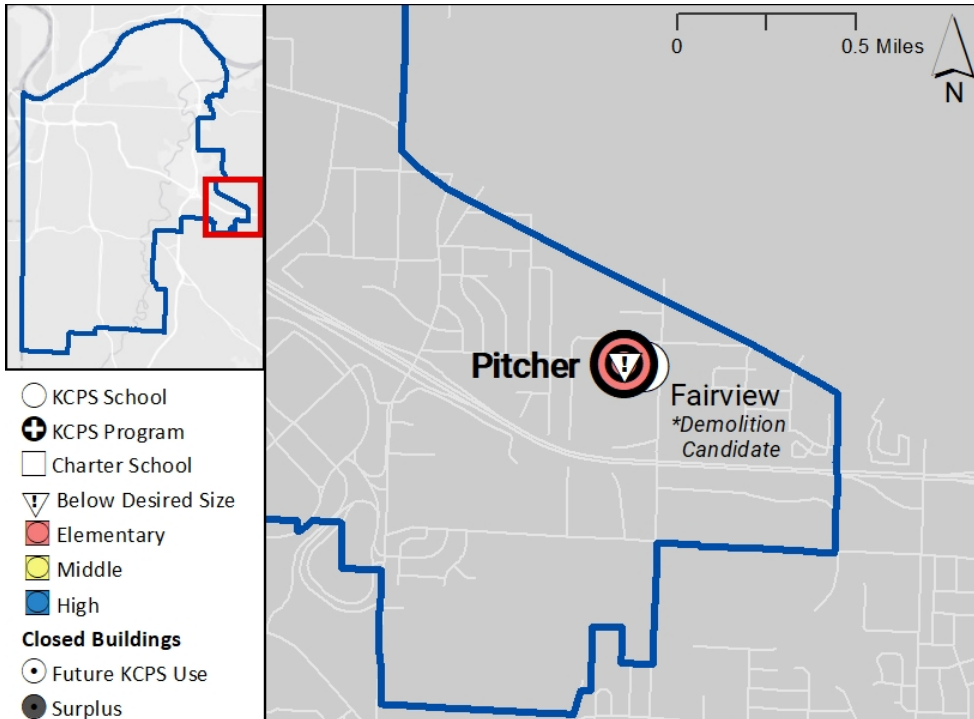 0
0.5 Miles
N
Pitcher
Fairview
*Demolition
Candidate
KCPS School
KCPS Program
Charter School
! Below Desired Size
Elementary
Middle
High
Closed Buildings
Future KCPS Use
Surplus